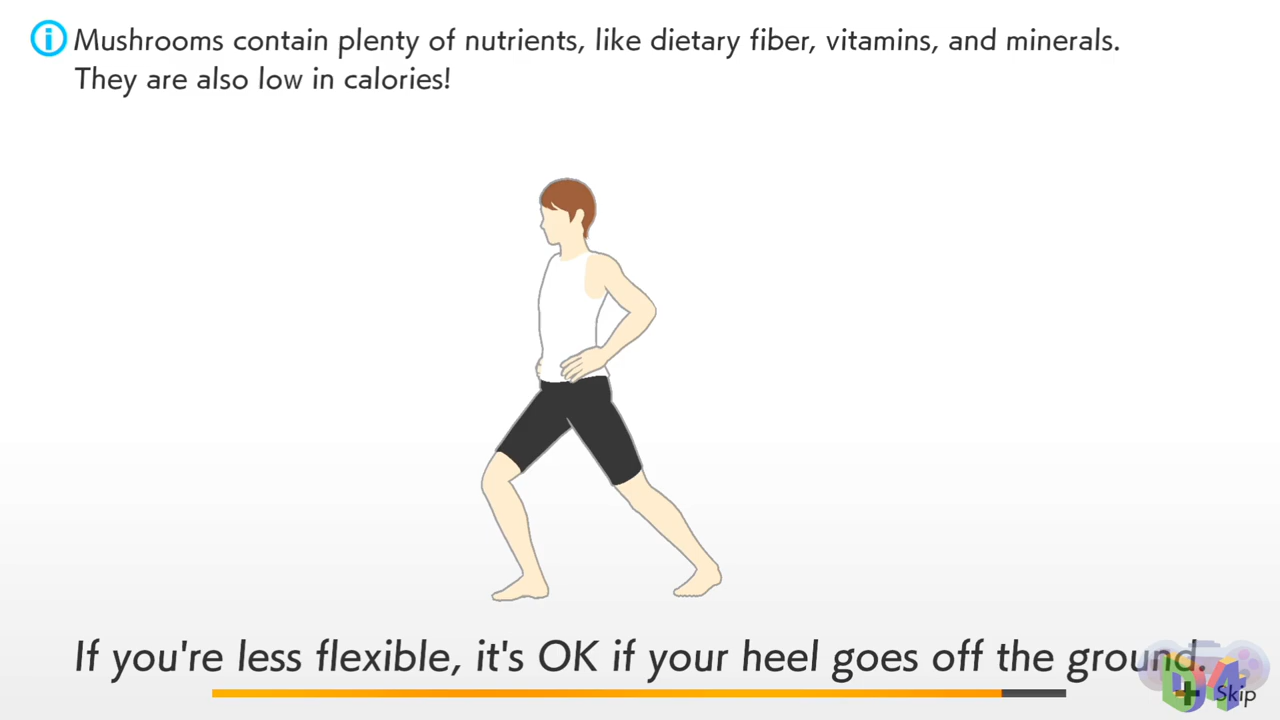 Mushrooms contain plenty of nutrients, like dietary fiber, vitamins, and minerals.
They are also low in calories!
If you're less flexible, it's OK if your heel goes off the ground.
+ Skip